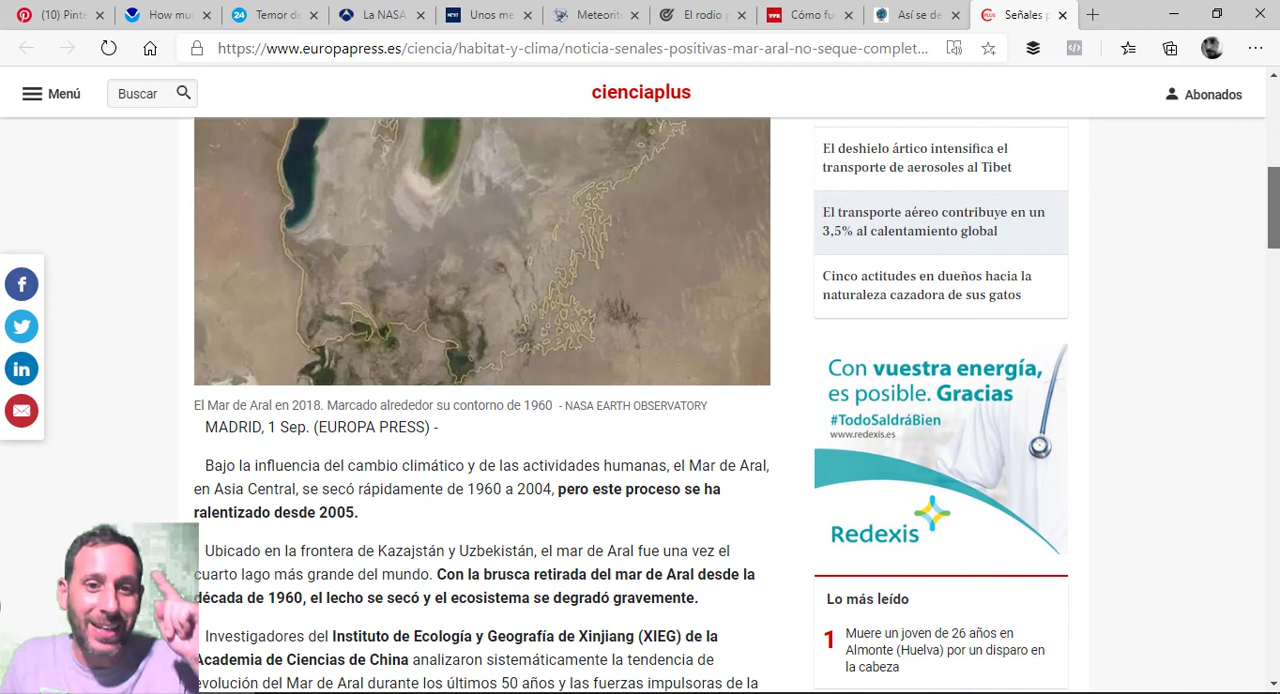 (10) Pinte
How mu
Temor de
La NASA
Unos me
Meteorit
El rodio p
Cómo fu
Así se de
Señales p
https://www.europapress.es/ciencia/habitat-y-clima/noticia-senales-positivas-mar-aral-no-seque-complet...
Menú
Buscar
cienciaplus
Abonados
El deshielo ártico intensifica el
transporte de aerosoles al Tibet
El transporte aéreo contribuye en un
3,5% al calentamiento global
Cinco actitudes en dueños hacia la
naturaleza cazadora de sus gatos
El Mar de Aral en 2018. Marcado alrededor su contorno de 1960 - NASA EARTH OBSERVATORY
MADRID, 1 Sep. (EUROPA PRESS) -
Bajo la influencia del cambio climático y de las actividades humanas, el Mar de Aral,
en Asia Central, se secó rápidamente de 1960 a 2004, pero este proceso se ha
ralentizado desde 2005.
Ubicado en la frontera de Kazajstán y Uzbekistán, el mar de Aral fue una vez el
cuarto lago más grande del mundo. Con la brusca retirada del mar de Aral desde la
década de 1960, el lecho se secó y el ecosistema se degradó gravemente.
Investigadores del Instituto de Ecología y Geografía de Xinjiang (XIEG) de la
Academia de Ciencias de China analizaron sistemáticamente la tendencia de
evolución del Mar de Aral durante los últimos 50 años y las fuerzas impulsoras de la
Con vuestra energía,
es posible. Gracias
#TodoSaldráBien
www.redexis.es
Redexis
Lo más leído
1 Muere un joven de 26 años en
Almonte (Huelva) por un disparo en
la cabeza